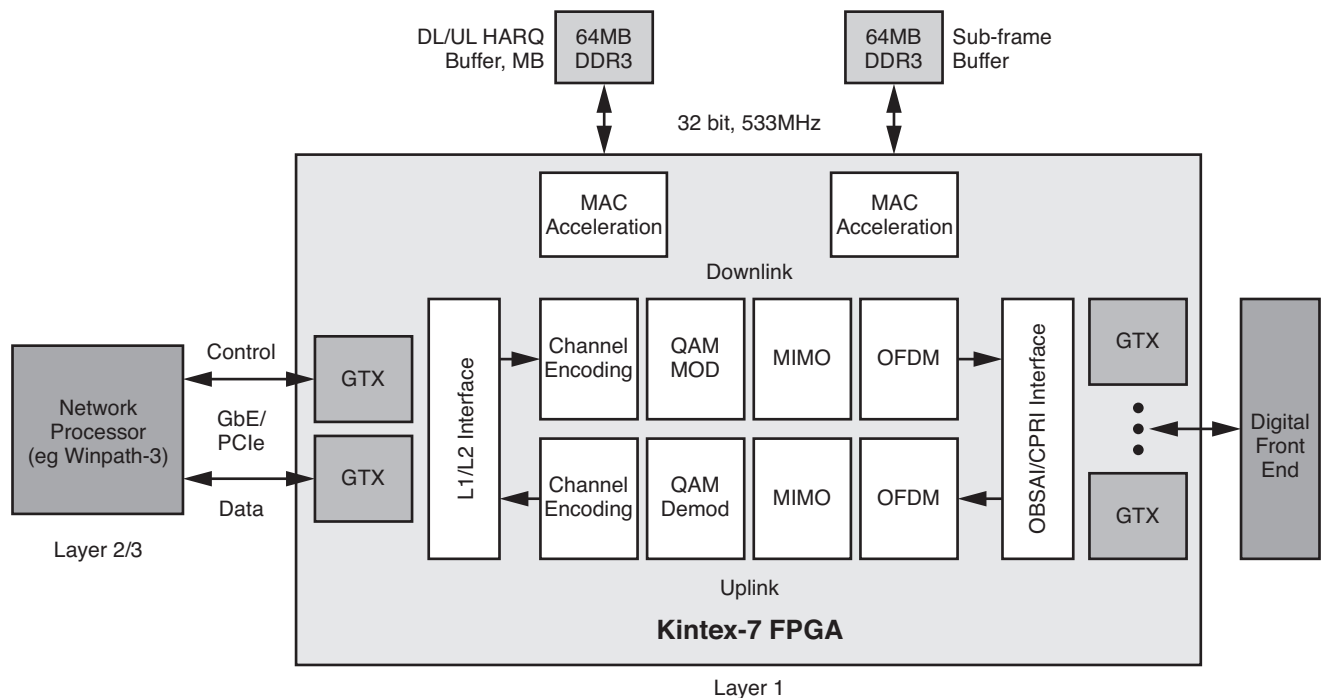 DL/UL HARQ
Buffer, MB
64MB
DDR3
64MB
DDR3
Sub-frame
Buffer
32 bit, 533MHz
MAC
Acceleration
MAC
Acceleration
Downlink
Network
Processor
(eg Winpath-3)
Control
GbE/
PCIe
Data
GTX
GTX
L1/L2 Interface
Channel
Encoding
QAM
MOD
MIMO
OFDM
Channel
Encoding
QAM
Demod
MIMO
OFDM
OBSAI/CPRI Interface
GTX
GTX
Digital
Front
End
Layer 2/3
Uplink
Kintex-7 FPGA
Layer 1